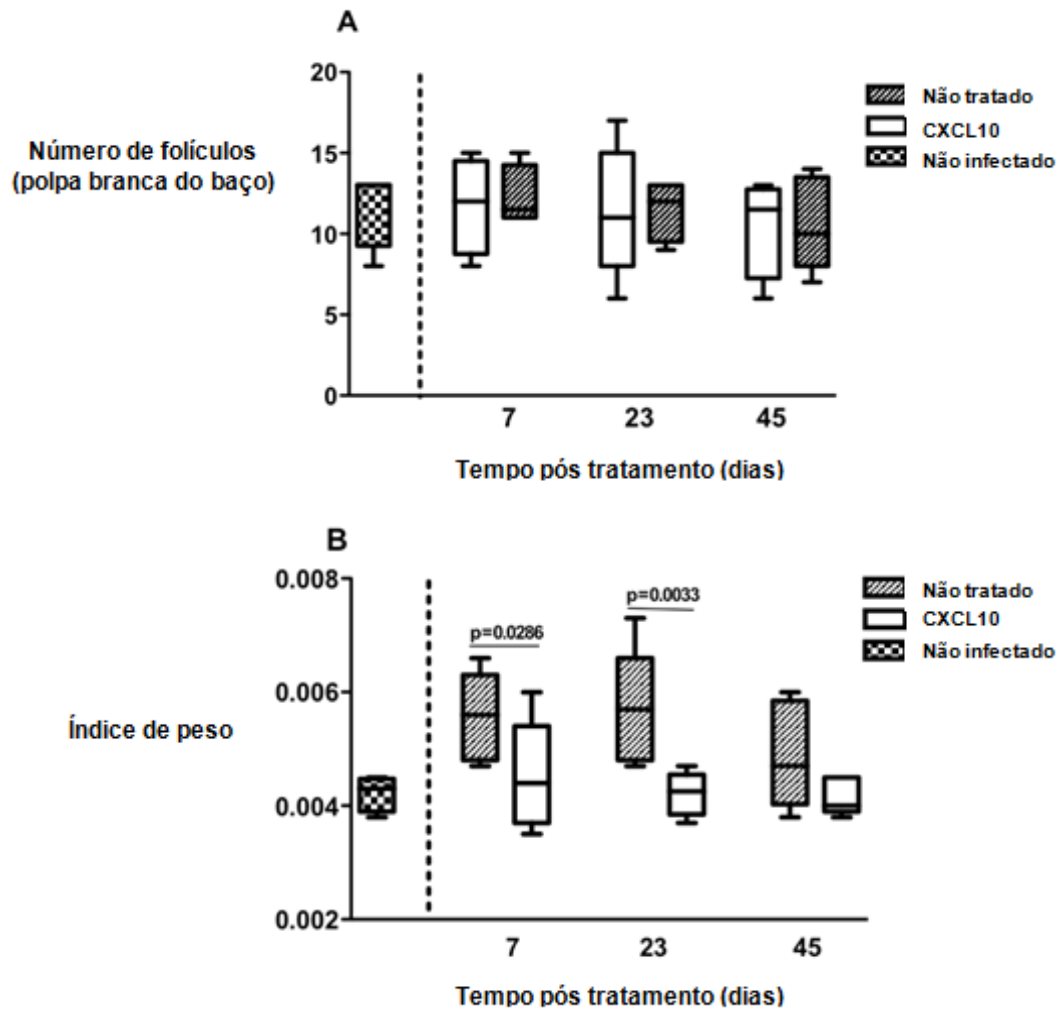 A
20
15
10
5
0
Número de folículos
(polpa branca do baço)
Não tratado
CXCL10
Não infectado
7 23 45
Tempo pós tratamento (dias)
B
0.008
0.006
0.004
0.002
Índice de peso
p=0.0286
p=0.0033
Não tratado
CXCL10
Não infectado
7 23 45
Tempo pós tratamento (dias)